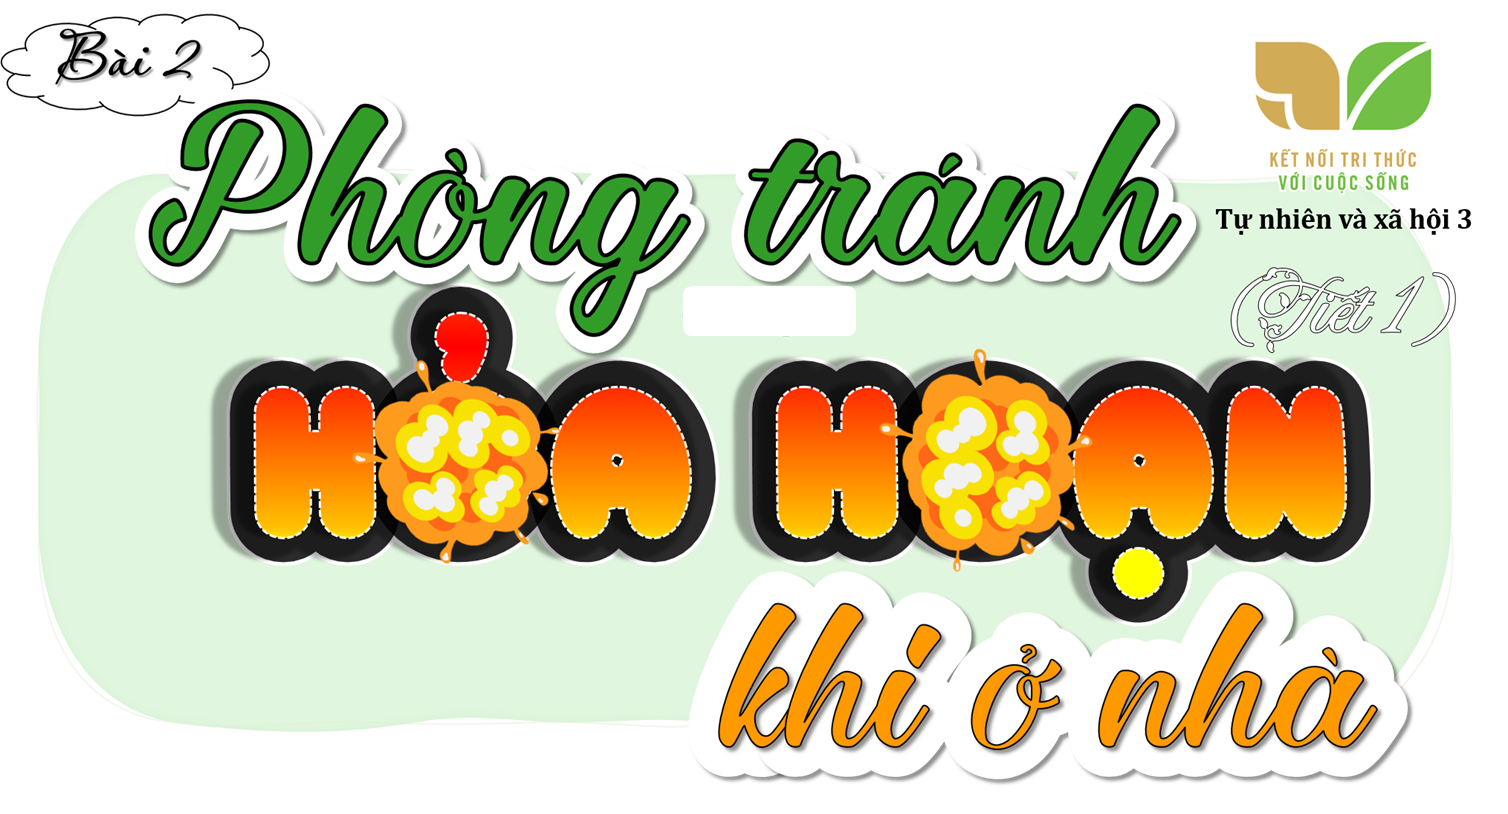 Bài 2
Phòng tránh
KẾT NỐI TRI THỨC
VỚI CUỘC SỐNG
Tự nhiên và xã hội 3
(Tiết 1)
HỎA HOẠN
khi ở nhà